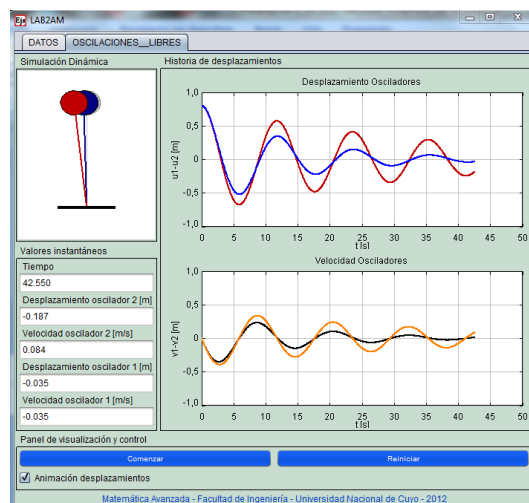 LAB2AM
DATOS
OSCILACIONES__LIBRES
Simulación Dinámica
Historia de desplazamientos
Desplazamiento Osciladores
u1-u2 [m]
1,0
0,5
0
-0,5
-1,0
0 5 10 15 20 25 30 35 40 45 50
t [s]
Valores instantáneos
Tiempo
42.550
Desplazamiento oscilador 2 [m]
-0.187
Velocidad oscilador 2 [m/s]
0.084
Desplazamiento oscilador 1 [m]
-0.035
Velocidad oscilador 1 [m/s]
-0.035
Velocidad Osciladores
v1-v2 [m]
1,0
0,5
0
-0,5
-1,0
0 5 10 15 20 25 30 35 40 45 50
t [s]
Panel de visualización y control
Comenzar
Reiniciar
Animación desplazamientos
Matemática Avanzada - Facultad de Ingeniería - Universidad Nacional de Cuyo - 2012